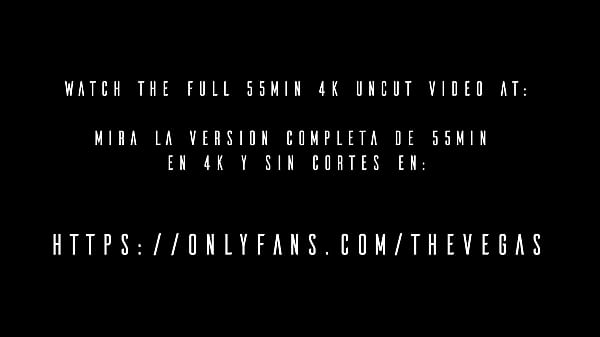 WATCH THE FULL 55MIN 4K UNCUT VIDEO AT:
MIRA LA VERSION COMPLETA DE 55MIN
EN 4K Y SIN CORTES EN:
HTTPS://ONLYFANS.COM/THEVEGAS